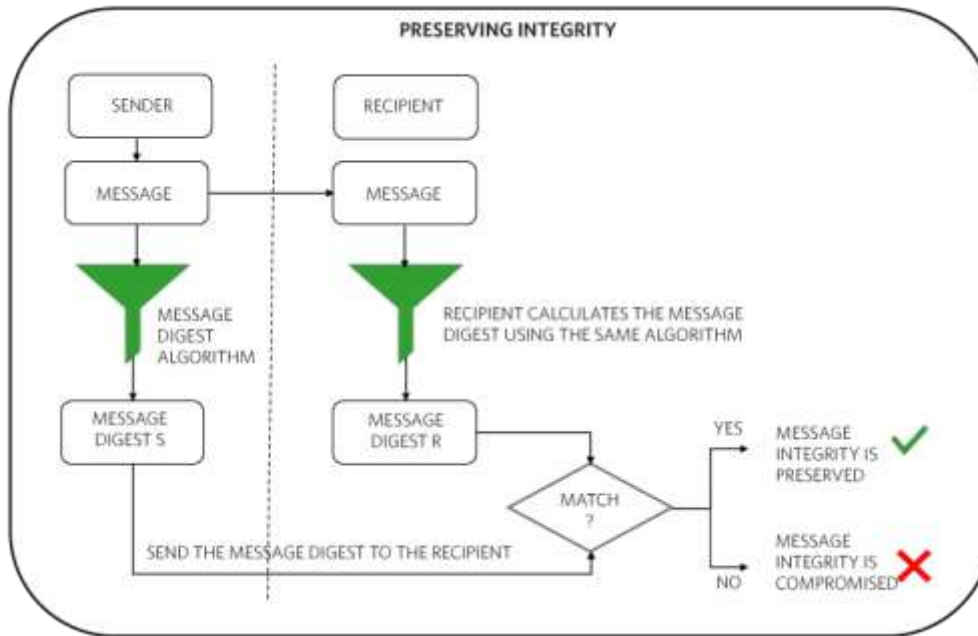 PRESERVING INTEGRITY
SENDER
RECIPIENT
MESSAGE
MESSAGE
MESSAGE
DIGEST
ALGORITHM
RECIPIENT CALCULATES THE MESSAGE
DIGEST USING THE SAME ALGORITHM
MESSAGE
DIGEST S
MESSAGE
DIGEST R
MATCH
?
YES
MESSAGE
INTEGRITY IS
PRESERVED
SEND THE MESSAGE DIGEST TO THE RECIPIENT
NO
MESSAGE
INTEGRITY IS
COMPROMISED